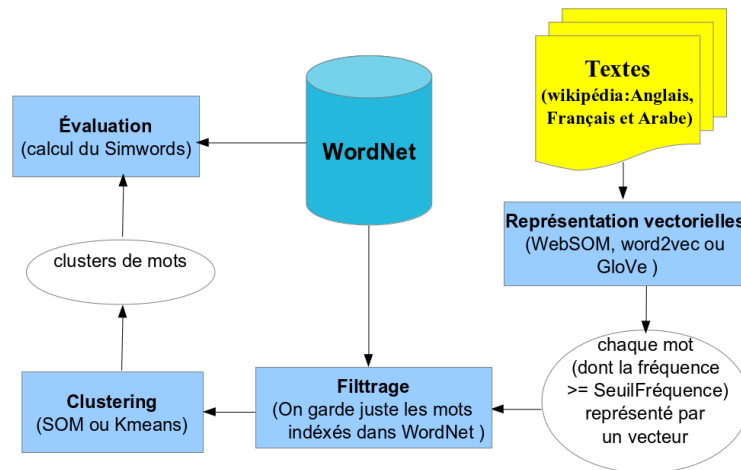 Textes
(wikipédia:Anglais,
Français et Arabe)
WordNet
Évaluation
(calcul du Simwords)
Représentation vectorielles
(WebSOM, word2vec ou
GloVe )
clusters de mots
chaque mot
(dont la fréquence
>= SeuilFréquence)
représenté par
un vecteur
Filttrage
(On garde juste les mots
indéxés dans WordNet )
Clustering
(SOM ou Kmeans)